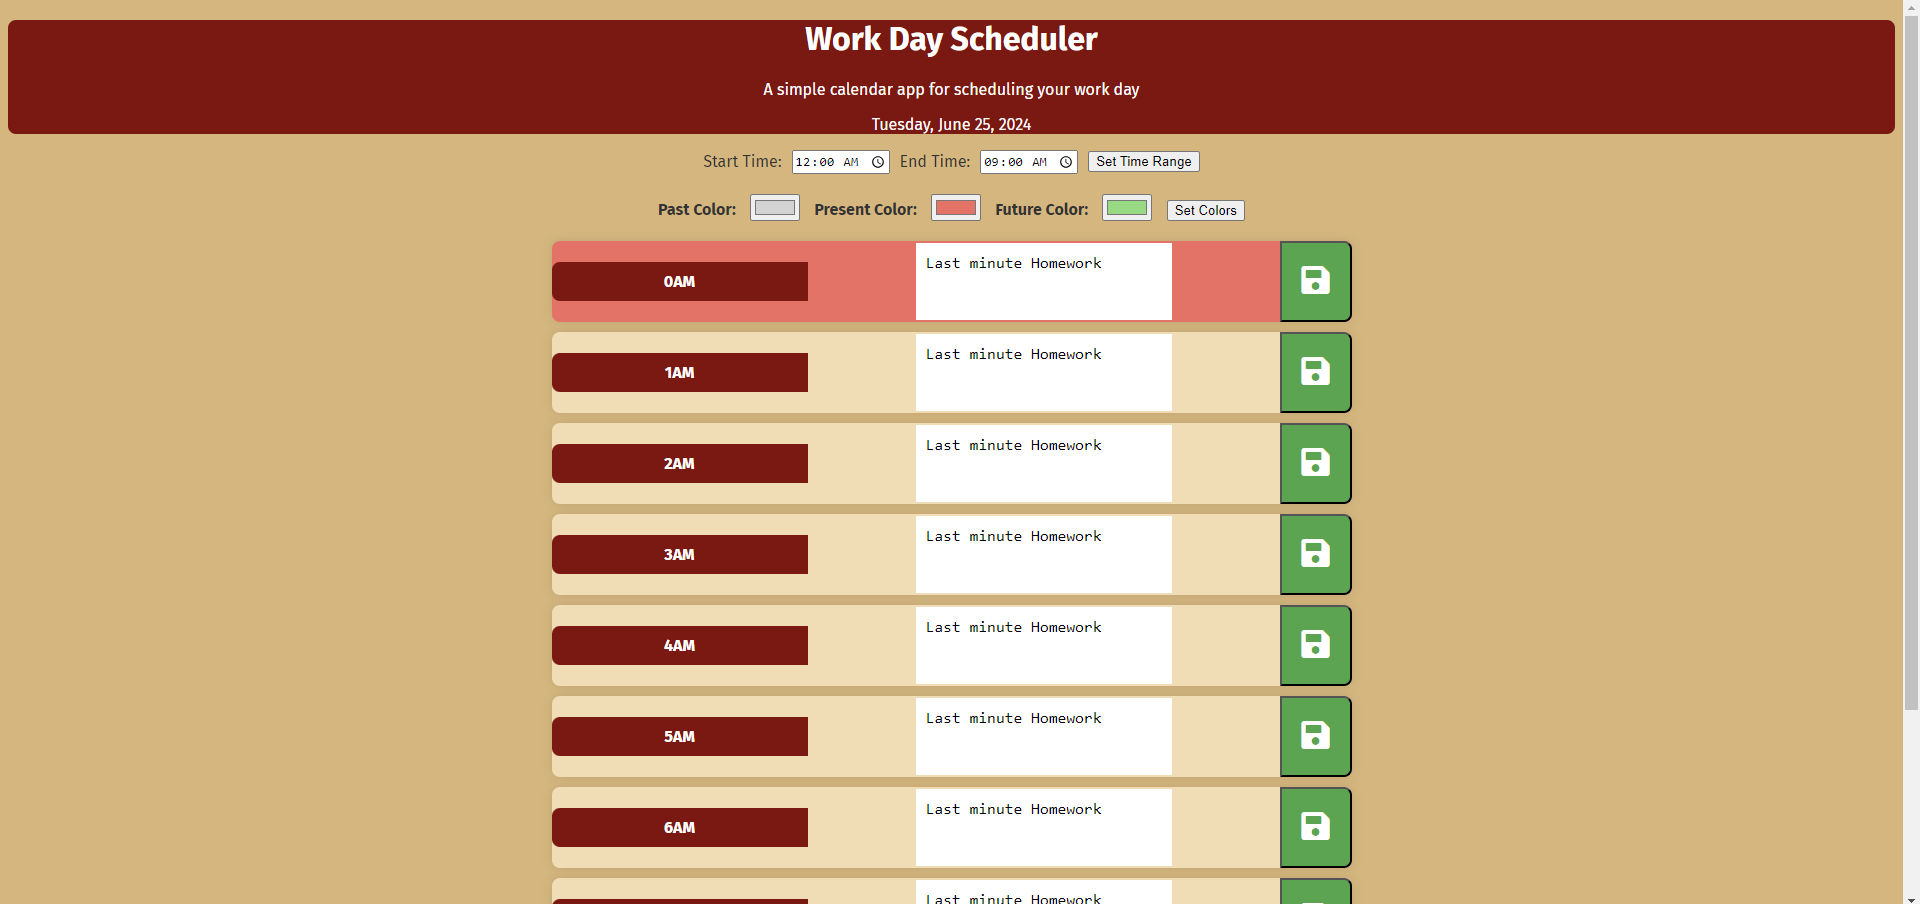 Work Day Scheduler
A simple calendar app for scheduling your work day
Tuesday, June 25, 2024
Start Time: 12:00 AM End Time: 09:00 AM Set Time Range
Past Color: Present Color: Future Color: Set Colors
0AM Last minute Homework
1AM Last minute Homework
2AM Last minute Homework
3AM Last minute Homework
4AM Last minute Homework
5AM Last minute Homework
6AM Last minute Homework
Last minute Homework